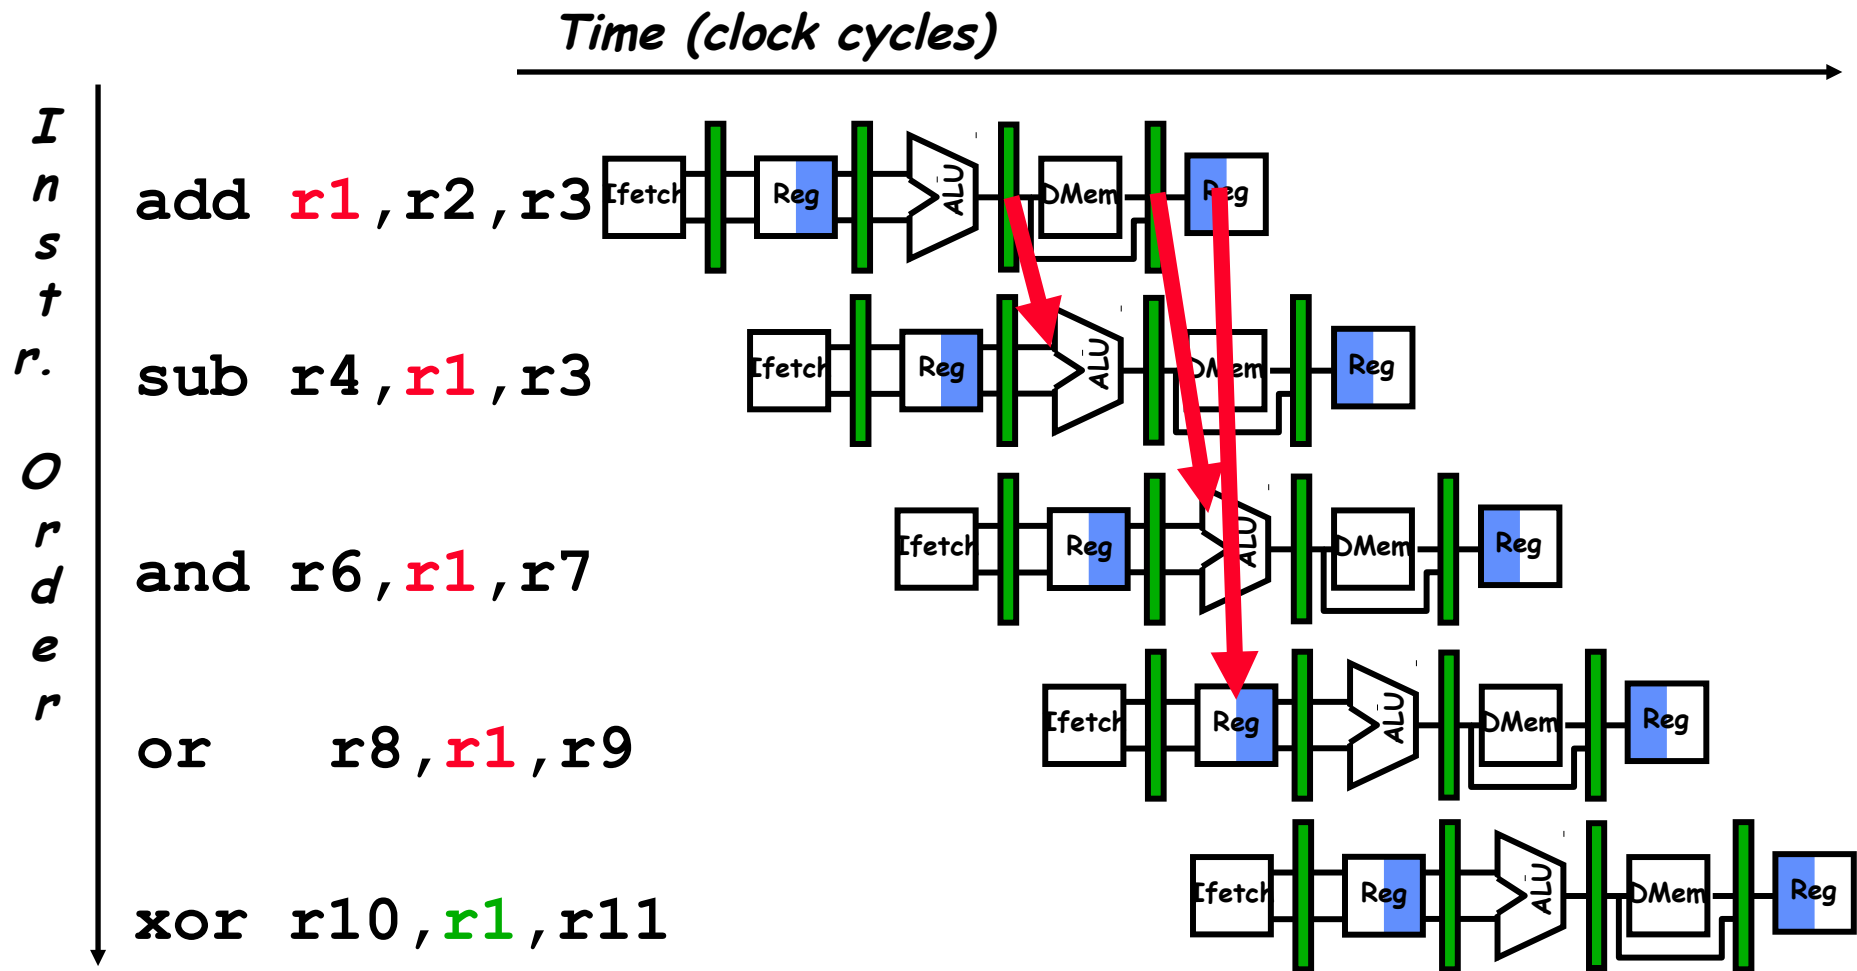 Time (clock cycles)
Instr. Order
add r1,r2,r3 Ifetch Reg ALU DMem Reg
sub r4,r1,r3 Ifetch Reg ALU DMem Reg
and r6,r1,r7 Ifetch Reg ALU DMem Reg
or r8,r1,r9 Ifetch Reg ALU DMem Reg
xor r10,r1,r11 Ifetch Reg ALU DMem Reg